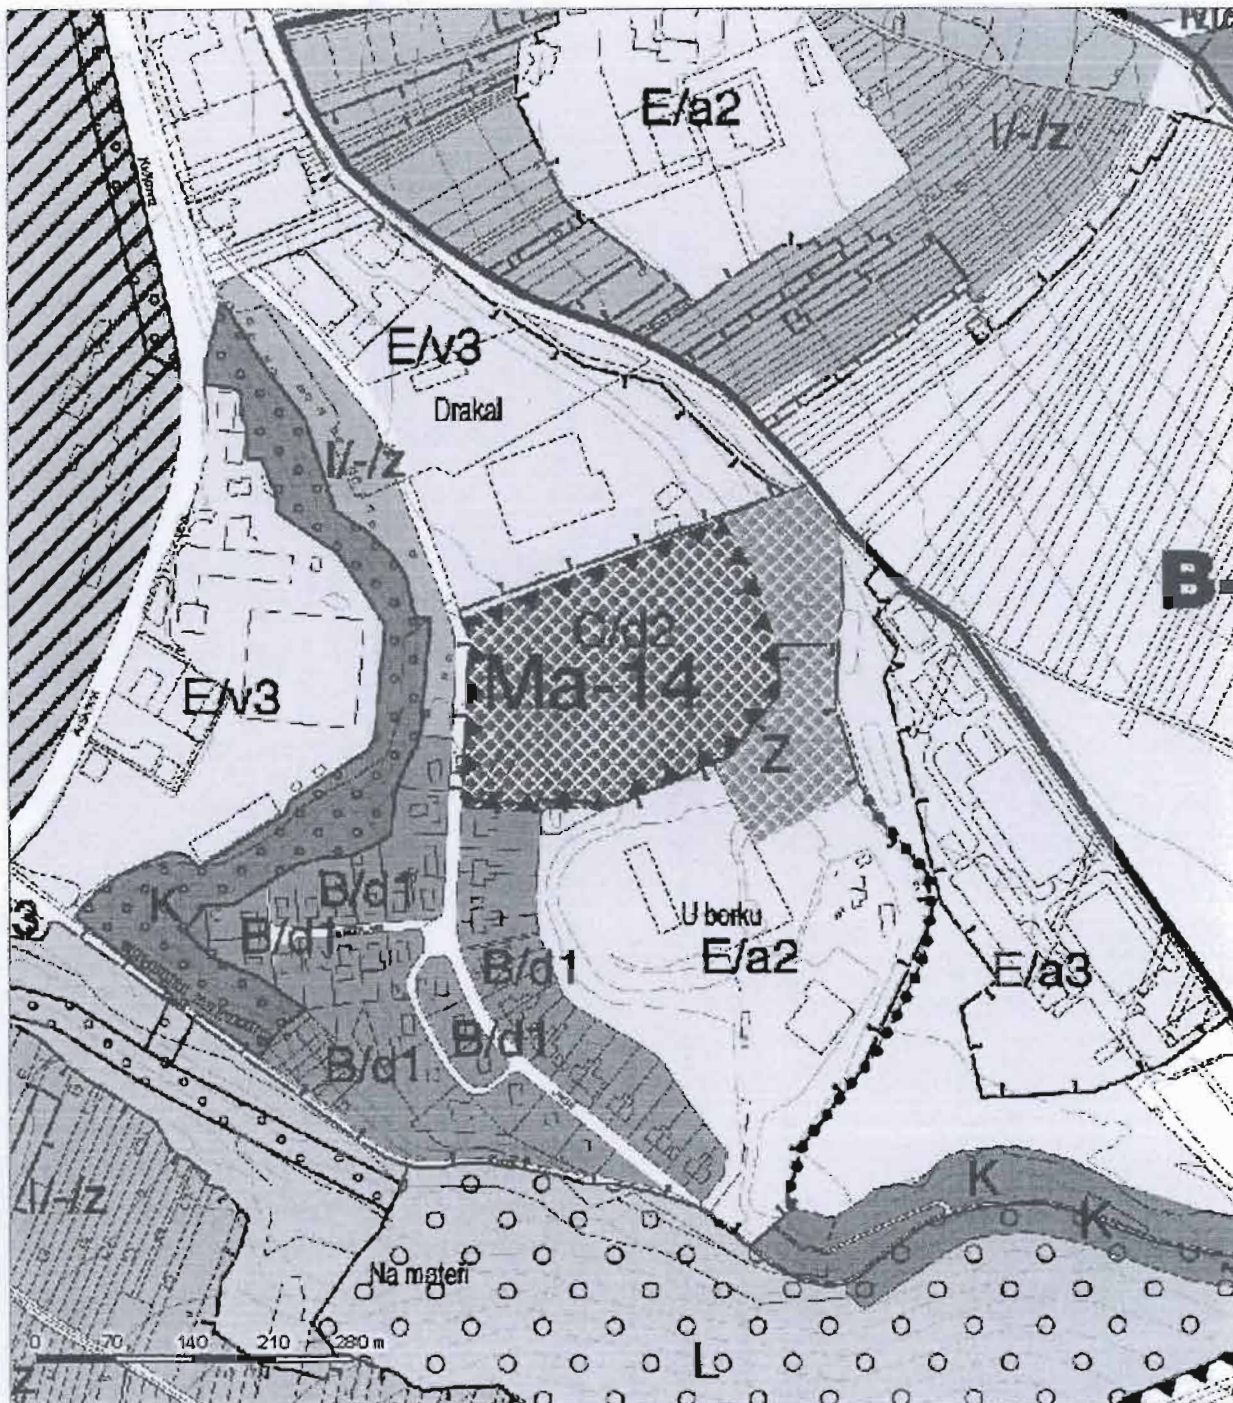 E/a2
I/-/z
E/v3
Drakal
I/-/z
B-
C/d2
Ma-14
E/v3
Z
B/d1
K
B/d1
U borku
B/d1
E/a2
E/a3
B/d1
B/d1
K
I/-/z
K
Na mateři
0 70 140 210 280 m
L
Z